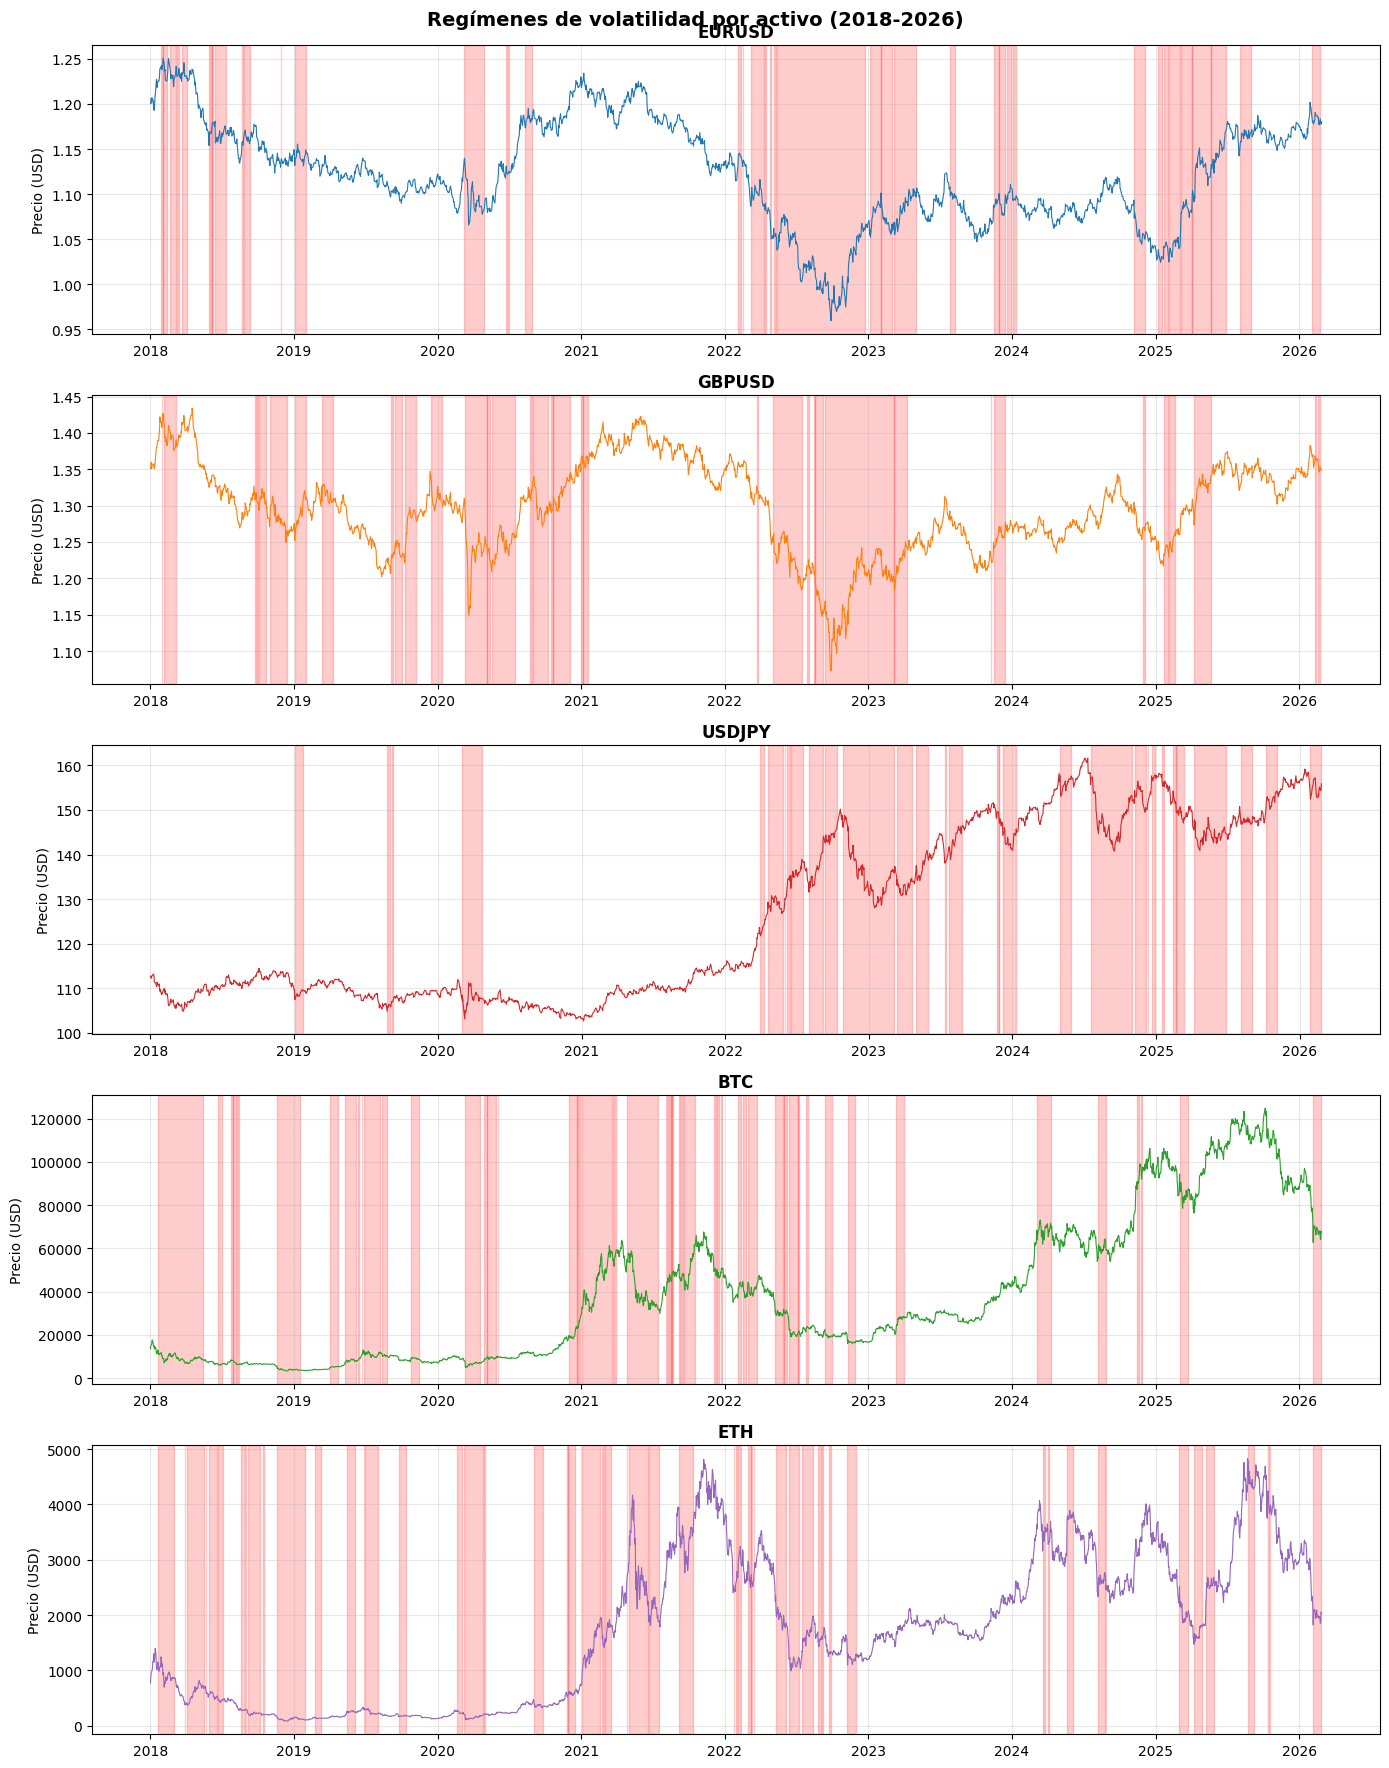 Regímenes de volatilidad por activo (2018-2026)
EURUSD
Precio (USD)
1.25
1.20
1.15
1.10
1.05
1.00
0.95
2018 2019 2020 2021 2022 2023 2024 2025 2026
GBPUSD
Precio (USD)
1.45
1.40
1.35
1.30
1.25
1.20
1.15
1.10
2018 2019 2020 2021 2022 2023 2024 2025 2026
USDJPY
Precio (USD)
160
150
140
130
120
110
100
2018 2019 2020 2021 2022 2023 2024 2025 2026
BTC
Precio (USD)
120000
100000
80000
60000
40000
20000
0
2018 2019 2020 2021 2022 2023 2024 2025 2026
ETH
Precio (USD)
5000
4000
3000
2000
1000
0
2018 2019 2020 2021 2022 2023 2024 2025 2026